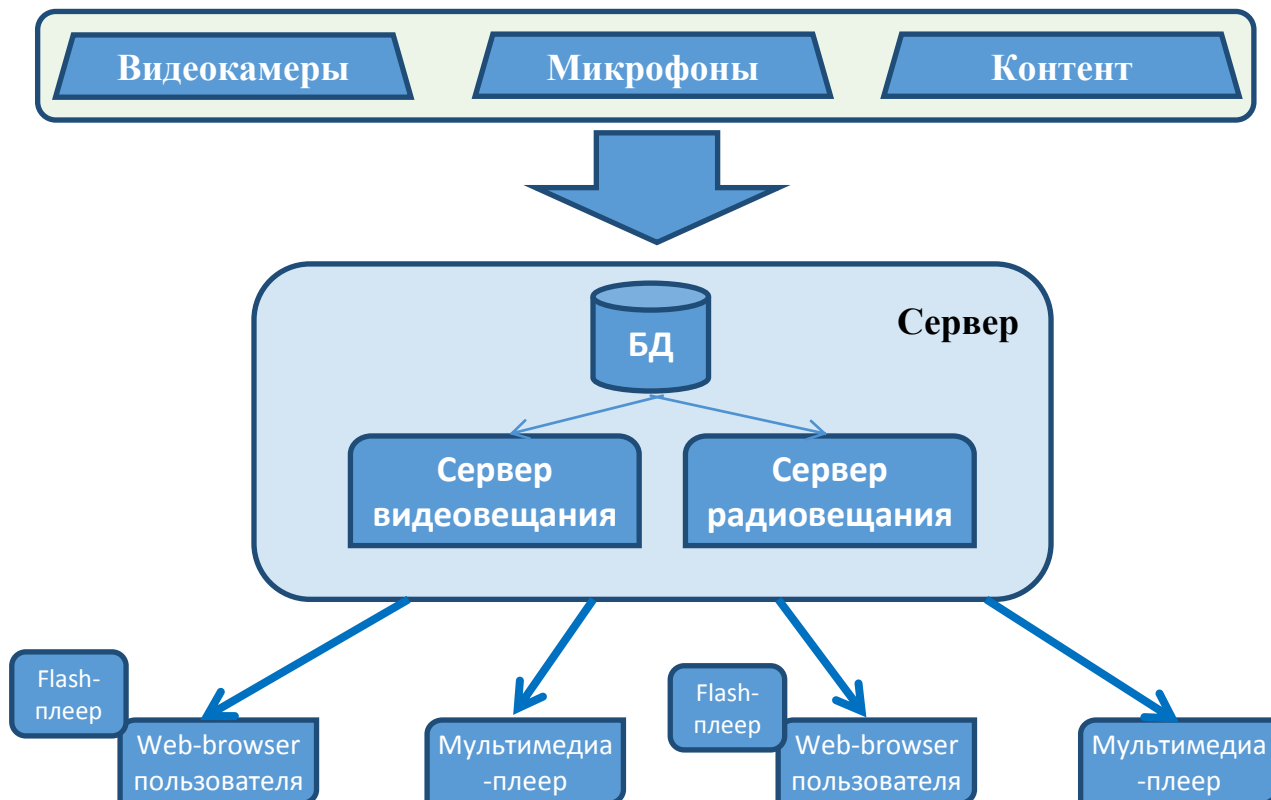 Видеокамеры
Микрофоны
Контент
Сервер
БД
Сервер
видеовещания
Сервер
радиовещания
Flash-
плеер
Web-browser
пользователя
Мультимедиа
-плеер
Flash-
плеер
Web-browser
пользователя
Мультимедиа
-плеер